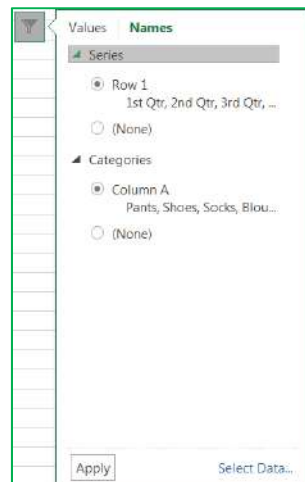 Values Names
Series
Row 1
1st Qtr, 2nd Qtr, 3rd Qtr, ...
(None)
Categories
Column A
Pants, Shoes, Socks, Blou...
(None)
Apply Select Data...